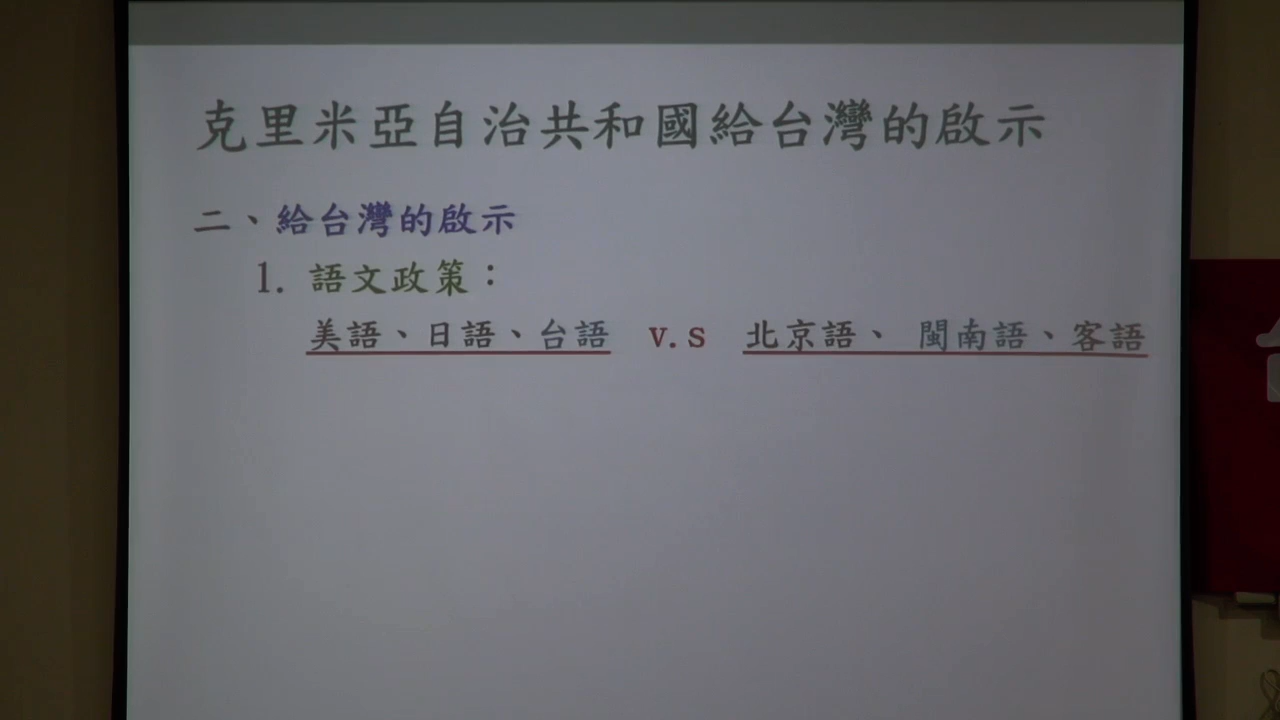 克里米亞自治共和國給台灣的啟示
二、給台灣的啟示
1. 語文政策：
美語、日語、台語 v.s 北京語、 閩南語、客語